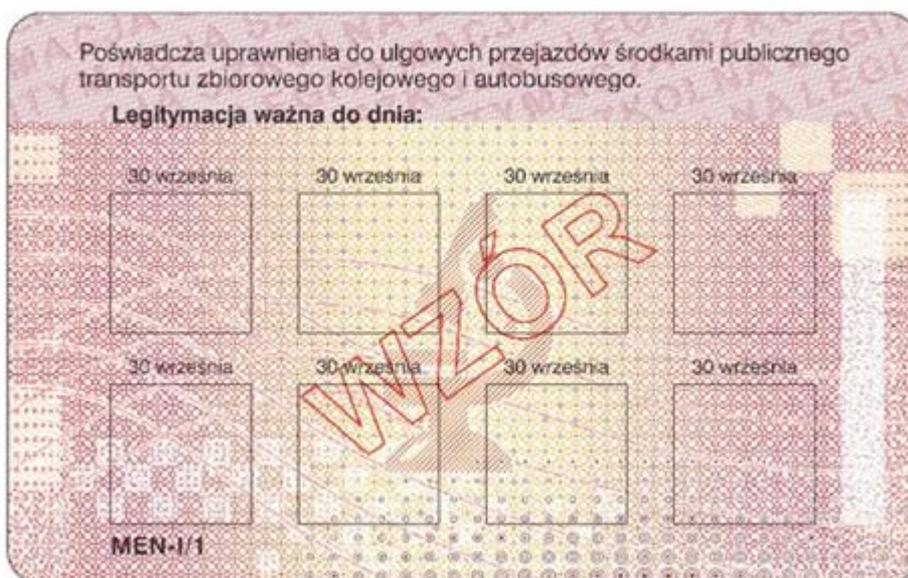 Poświadcza uprawnienia do ulgowych przejazdów środkami publicznego
transportu zbiorowego kolejowego i autobusowego.
Legitymacja ważna do dnia:
30 września 30 września 30 września 30 września
WZÓR
30 września 30 września 30 września 30 września
MEN-I/1